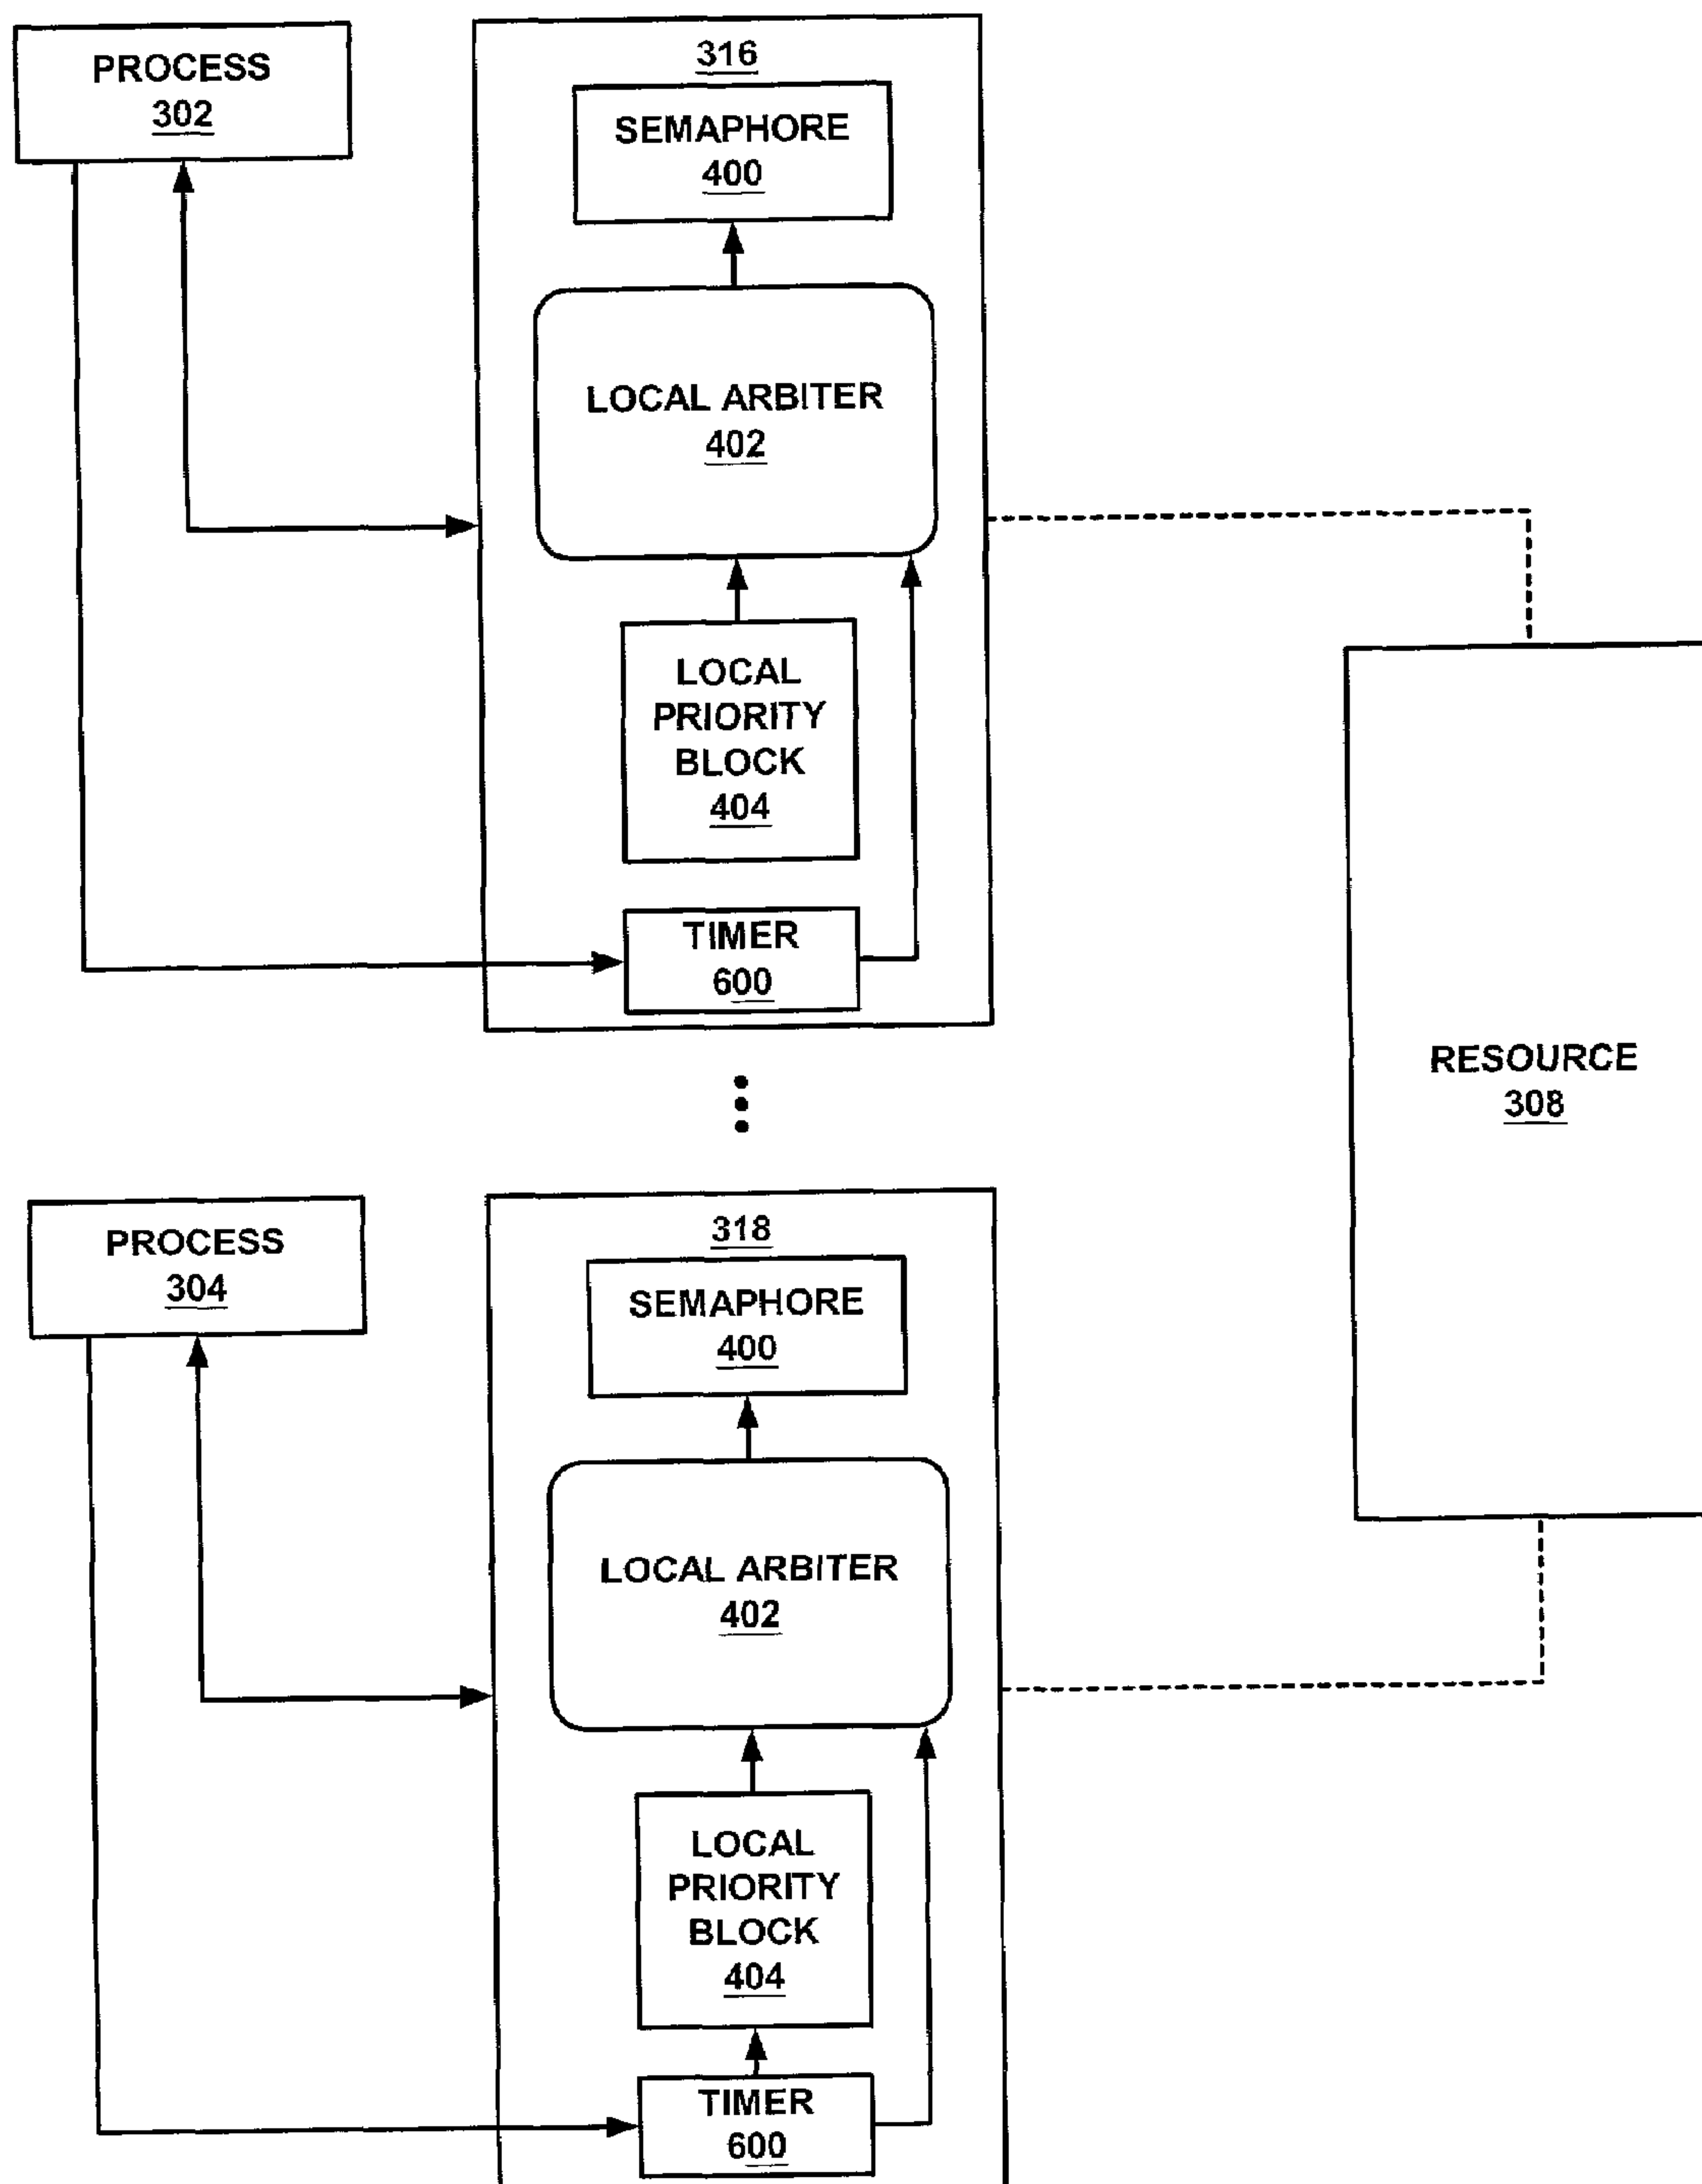 PROCESS
302
316
SEMAPHORE
400
LOCAL ARBITER
402
LOCAL
PRIORITY
BLOCK
404
TIMER
600
RESOURCE
308
PROCESS
304
318
SEMAPHORE
400
LOCAL ARBITER
402
LOCAL
PRIORITY
BLOCK
404
TIMER
600